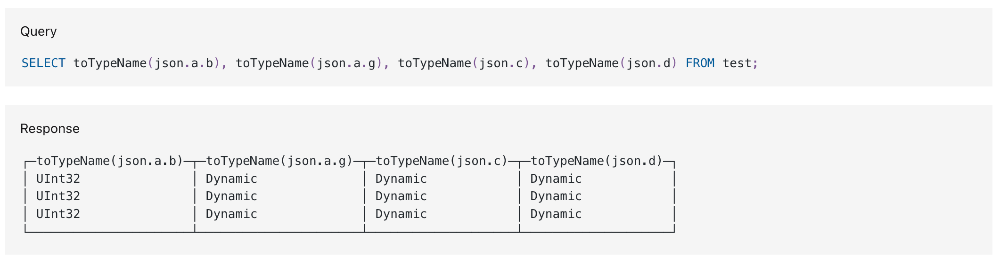 Query
SELECT toTypeName(json.a.b), toTypeName(json.a.g), toTypeName(json.c), toTypeName(json.d) FROM test;
Response
┌─toTypeName(json.a.b)─┬─toTypeName(json.a.g)─┬─toTypeName(json.c)─┬─toTypeName(json.d)─┐
│ UInt32               │ Dynamic              │ Dynamic            │ Dynamic            │
│ UInt32               │ Dynamic              │ Dynamic            │ Dynamic            │
│ UInt32               │ Dynamic              │ Dynamic            │ Dynamic            │
└──────────────────────┴──────────────────────┴────────────────────┴────────────────────┘